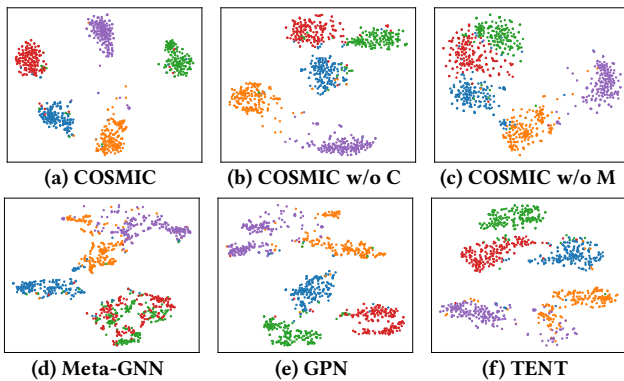 (a) COSMIC
(b) COSMIC w/o C
(c) COSMIC w/o M
(d) Meta-GNN
(e) GPN
(f) TENT